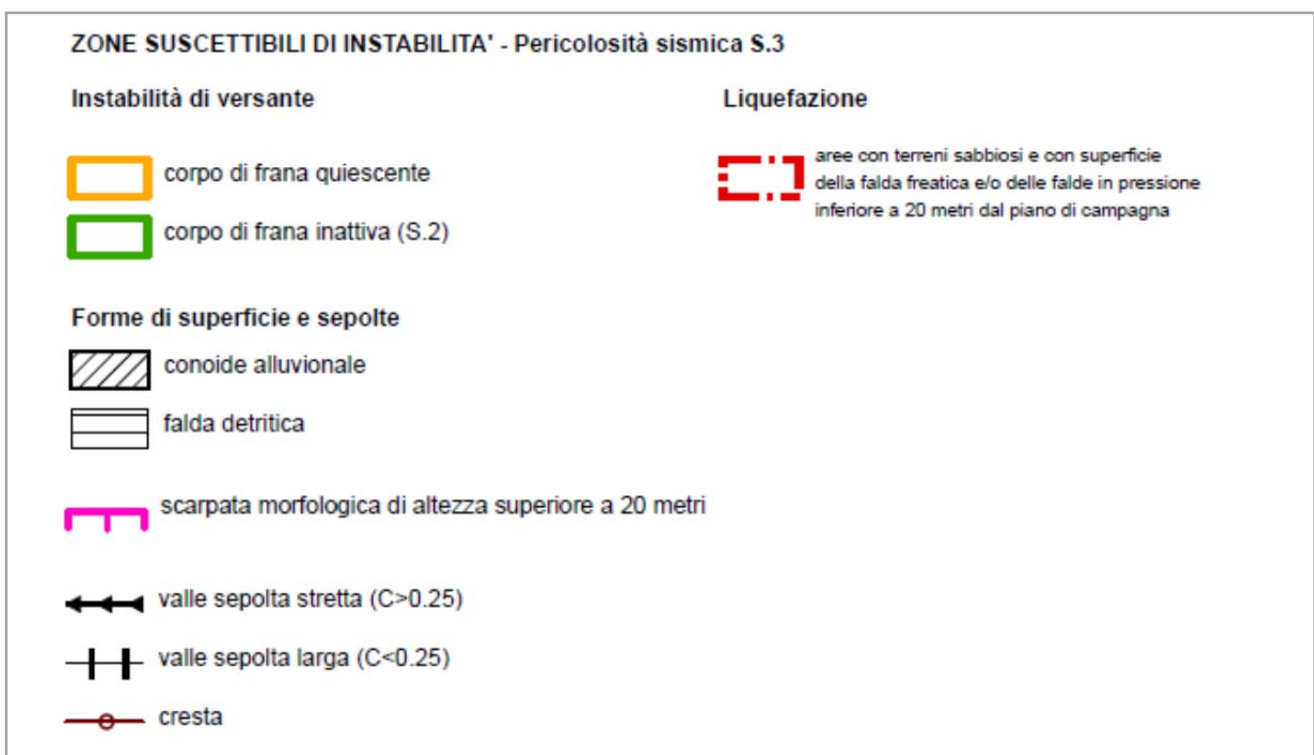 ZONE SUSCETTIBILI DI INSTABILITA' - Pericolosità sismica S.3
Instabilità di versante
corpo di frana quiescente
corpo di frana inattiva (S.2)
Liquefazione
aree con terreni sabbiosi e con superficie
della falda freatica e/o delle falde in pressione
inferiore a 20 metri dal piano di campagna
Forme di superficie e sepolte
conoide alluvionale
falda detritica
scarpata morfologica di altezza superiore a 20 metri
valle sepolta stretta (C>0.25)
valle sepolta larga (C<0.25)
cresta